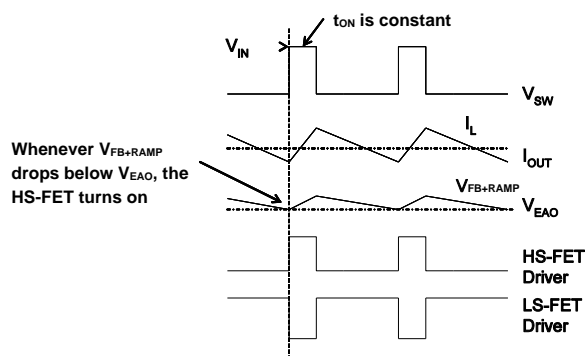 tON is constant
VIN
VSW
IL
IOUT
Whenever VFB+RAMP
drops below VEAO, the
HS-FET turns on
VFB+RAMP
VEAO
HS-FET
Driver
LS-FET
Driver